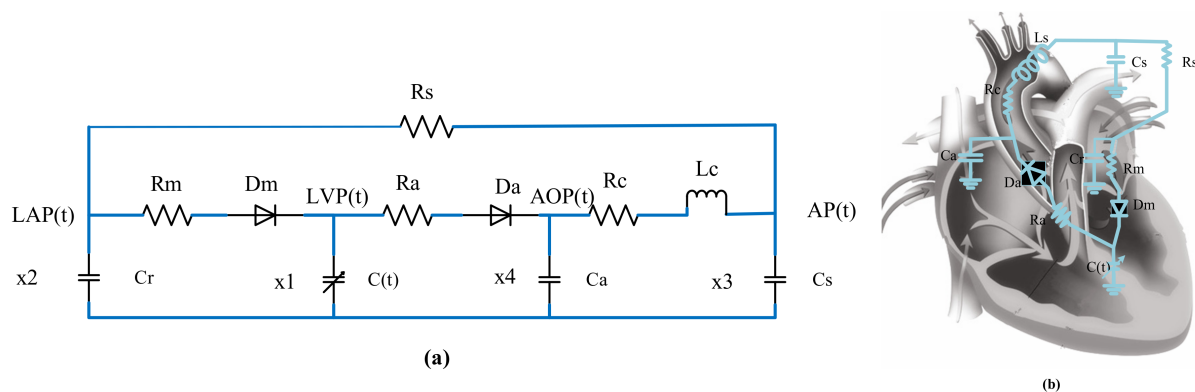 Rs
Rm
Dm
LVP(t)
Ra
Da
AOP(t)
Rc
Lc
LAP(t)
AP(t)
x2
Cr
x1
C(t)
x4
Ca
x3
Cs
(a)
Ls
Cs
Rs
Rc
Ca
Cr
Rm
Da
Dm
Ra
C(t)
(b)